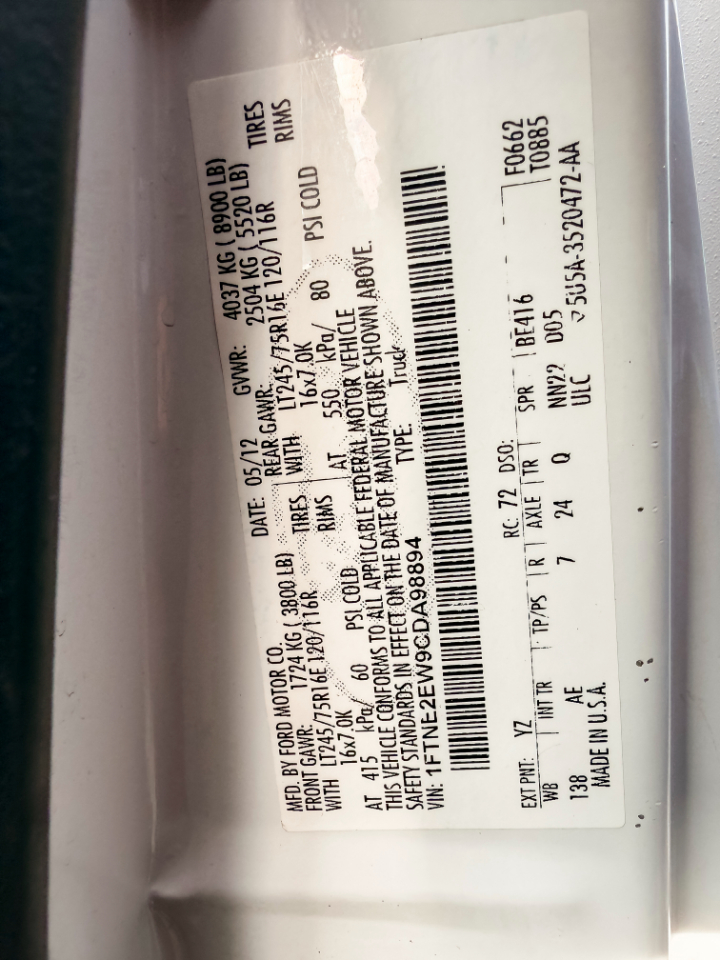 MFD. BY FORD MOTOR CO. DATE: 05/12 GVWR: 4037 KG ( 8900 LB)
FRONT GAWR: 1724 KG ( 3800 LB) REAR GAWR: 2504 KG ( 5520 LB)
WITH LT245/75R16E 120/116R TIRES WITH LT245/75R16E 120/116R TIRES
16x7.0K RIMS 16x7.0K RIMS
AT 415 kPa/ 60 PSI COLD AT 550 kPa/ 80 PSI COLD
THIS VEHICLE CONFORMS TO ALL APPLICABLE FEDERAL MOTOR VEHICLE
SAFETY STANDARDS IN EFFECT ON THE DATE OF MANUFACTURE SHOWN ABOVE.
VIN: 1FTNE2EW9CDA98894 TYPE: Truck
F0662
T0885
EXT PNT: YZ RC: 72 DSO:
WB INT TR TP/PS R AXLE TR SPR BE416
138 AE 7 24 Q NN22 D05
MADE IN U.S.A. ULC 5U5A-3520472-AA